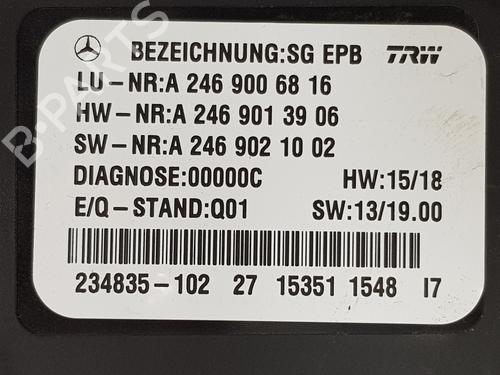 BEZEICHNUNG:SG EPB TRW
LU-NR:A 246 900 68 16
HW-NR:A 246 901 39 06
SW-NR:A 246 902 10 02
DIAGNOSE:00000C HW:15/18
E/Q-STAND:Q01 SW:13/19.00
234835-102 27 15351 1548 17
B-PARTS